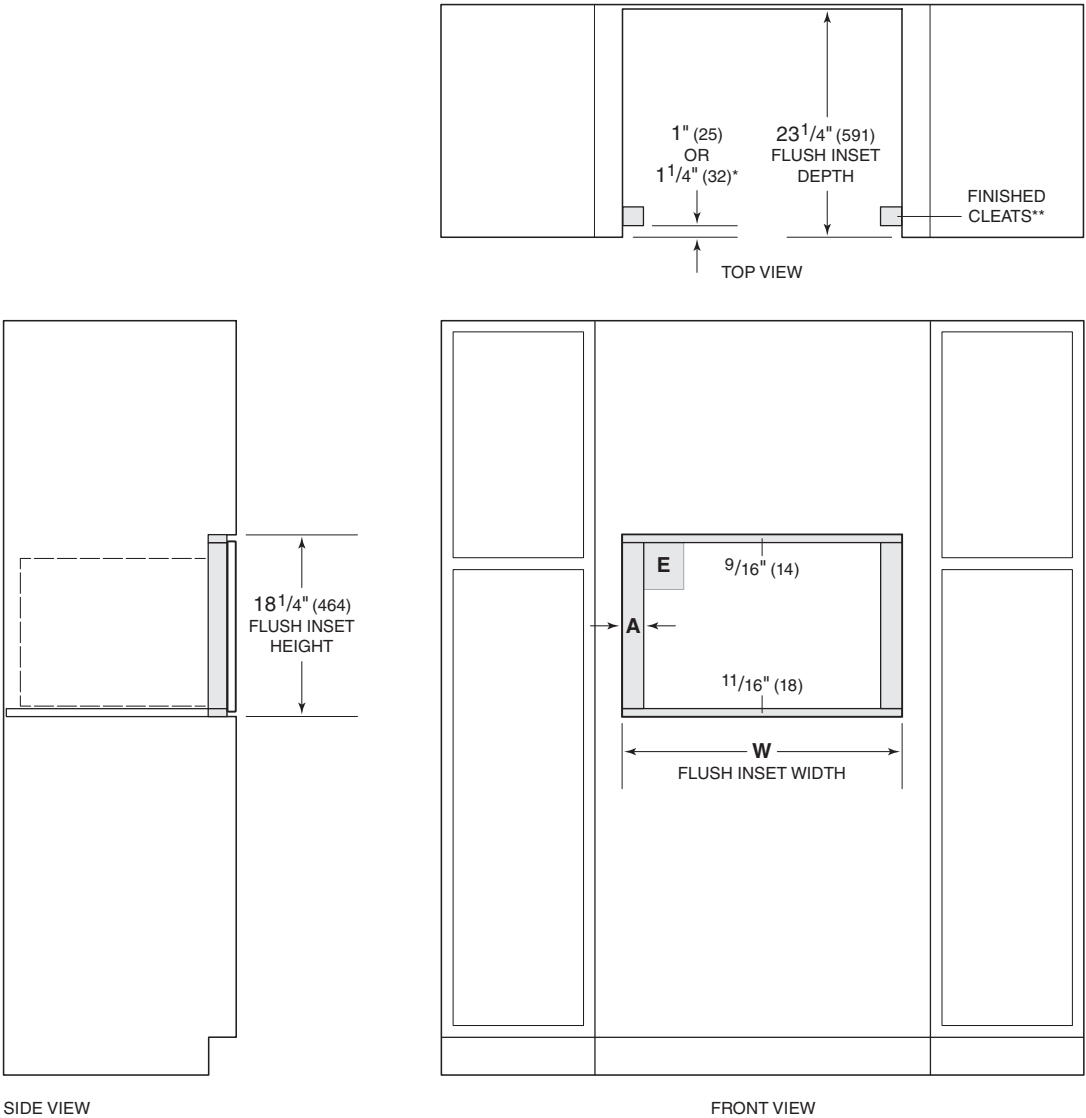 1" (25)
OR
1 1/4" (32)*
23 1/4" (591)
FLUSH INSET
DEPTH
FINISHED
CLEATS**
TOP VIEW
18 1/4" (464)
FLUSH INSET
HEIGHT
E
9/16" (14)
A
11/16" (18)
W
FLUSH INSET WIDTH
SIDE VIEW
FRONT VIEW